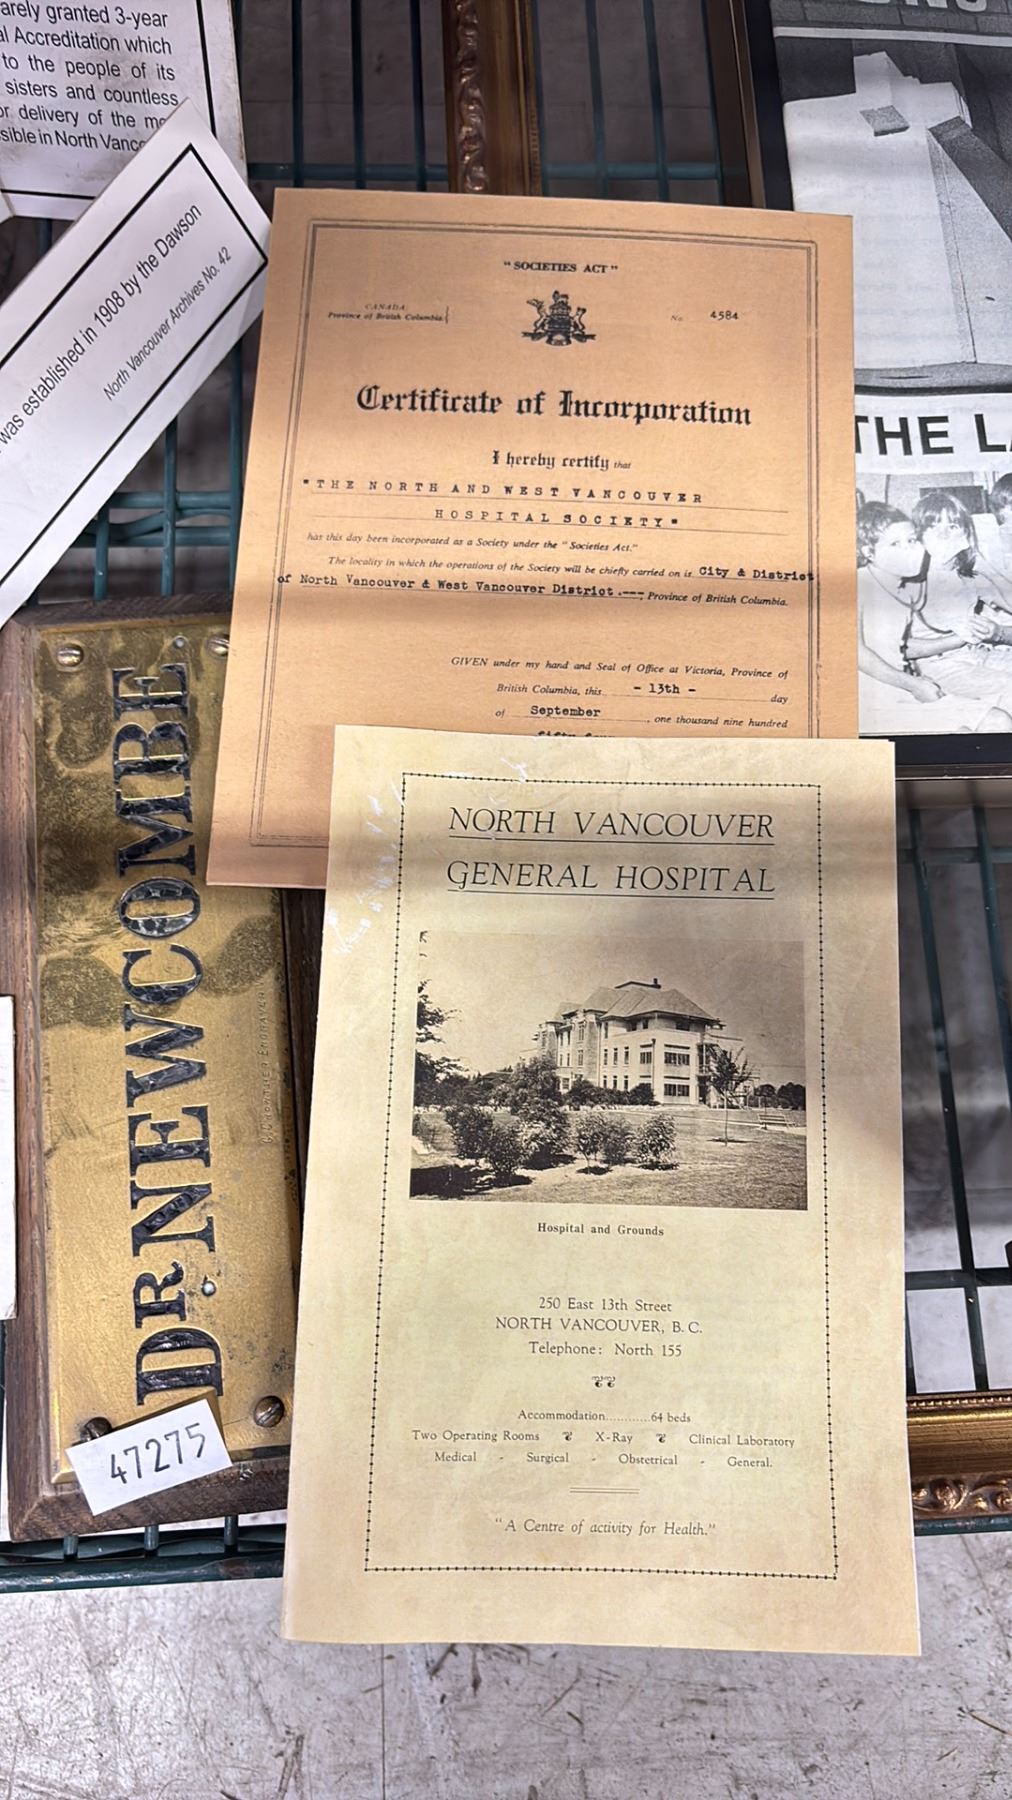 arely granted 3-year
al Accreditation which
to the people of its
sisters and countless
or delivery of the mo
sible in North Vanco
was established in 1908 by the Dawson
North Vancouver Archives No. 42
"SOCIETIES ACT"
CANADA
Province of British Columbia.
No. 4584
Certificate of Incorporation
I hereby certify that
"THE NORTH AND WEST VANCOUVER
HOSPITAL SOCIETY"
has this day been incorporated as a Society under the "Societies Act."
The locality in which the operations of the Society will be chiefly carried on is City & District
of North Vancouver & West Vancouver District.---, Province of British Columbia.
GIVEN under my hand and Seal of Office at Victoria, Province of
British Columbia, this - 13th - day
of September, one thousand nine hundred
fifty four
THE L
DR NEWCOMBE
47275
NORTH VANCOUVER
GENERAL HOSPITAL
Hospital and Grounds
250 East 13th Street
NORTH VANCOUVER, B. C.
Telephone: North 155
Accommodation............64 beds
Two Operating Rooms X-Ray Clinical Laboratory
Medical - Surgical - Obstetrical - General.
"A Centre of activity for Health."